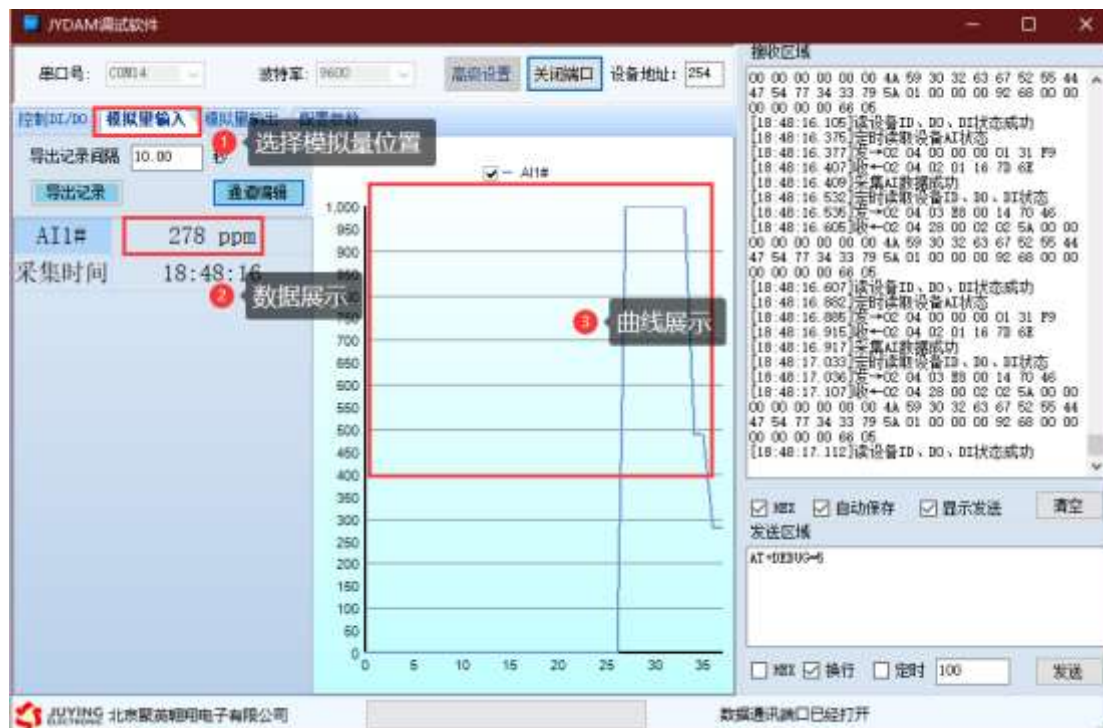 JYDAM调试软件
串口号: COM14 波特率: 9600 高级设置 关闭端口 设备地址: 254
控制DI/DO 模拟量输入 模拟量输出 配置参数
1 选择模拟量位置
导出记录间隔 10.00 秒
导出记录 通道编辑
AI1# 278 ppm
采集时间 18:48:16
2 数据展示
AI1#
3 曲线展示
1,000
950
900
850
750
700
650
600
550
500
450
400
350
300
250
200
150
100
50
0
0 5 10 15 20 25 30 35
接收区域
00 00 00 00 00 00 4A 59 30 32 63 67 52 55 44
47 54 77 34 33 79 5A 01 00 00 00 92 68 00 00
00 00 00 00 66 05
[18:48:16.105]读设备ID、DO、DI状态成功
[18:48:16.375]定时读取设备AI状态
[18:48:16.377]发→02 04 00 00 00 01 31 F9
[18:48:16.407]收←02 04 02 01 16 7D 6E
[18:48:16.409]采集AI数据成功
[18:48:16.532]定时读取设备ID、DO、DI状态
[18:48:16.535]发→02 04 03 E8 00 14 70 46
[18:48:16.605]收←02 04 28 00 02 02 5A 00 00
00 00 00 00 00 00 4A 59 30 32 63 67 52 55 44
47 54 77 34 33 79 5A 01 00 00 00 92 68 00 00
00 00 00 00 66 05
[18:48:16.607]读设备ID、DO、DI状态成功
[18:48:16.882]定时读取设备AI状态
[18:48:16.885]发→02 04 00 00 00 01 31 F9
[18:48:16.915]收←02 04 02 01 16 7D 6E
[18:48:16.917]采集AI数据成功
[18:48:17.033]定时读取设备ID、DO、DI状态
[18:48:17.036]发→02 04 03 E8 00 14 70 46
[18:48:17.107]收←02 04 28 00 02 02 5A 00 00
00 00 00 00 00 00 4A 59 30 32 63 67 52 55 44
47 54 77 34 33 79 5A 01 00 00 00 92 68 00 00
00 00 00 00 66 05
[18:48:17.112]读设备ID、DO、DI状态成功
HEX 自动保存 显示发送 清空
发送区域
AT+DEBUG=5
HEX 换行 定时 100 发送
JUYING ELECTRONIC 北京聚英翱翔电子有限公司
数据通讯端口已经打开